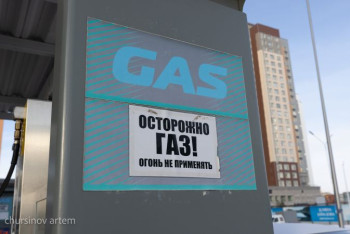 GAS
ОСТОРОЖНО
ГАЗ!
ОГОНЬ НЕ ПРИМЕНЯТЬ
chursinov artem